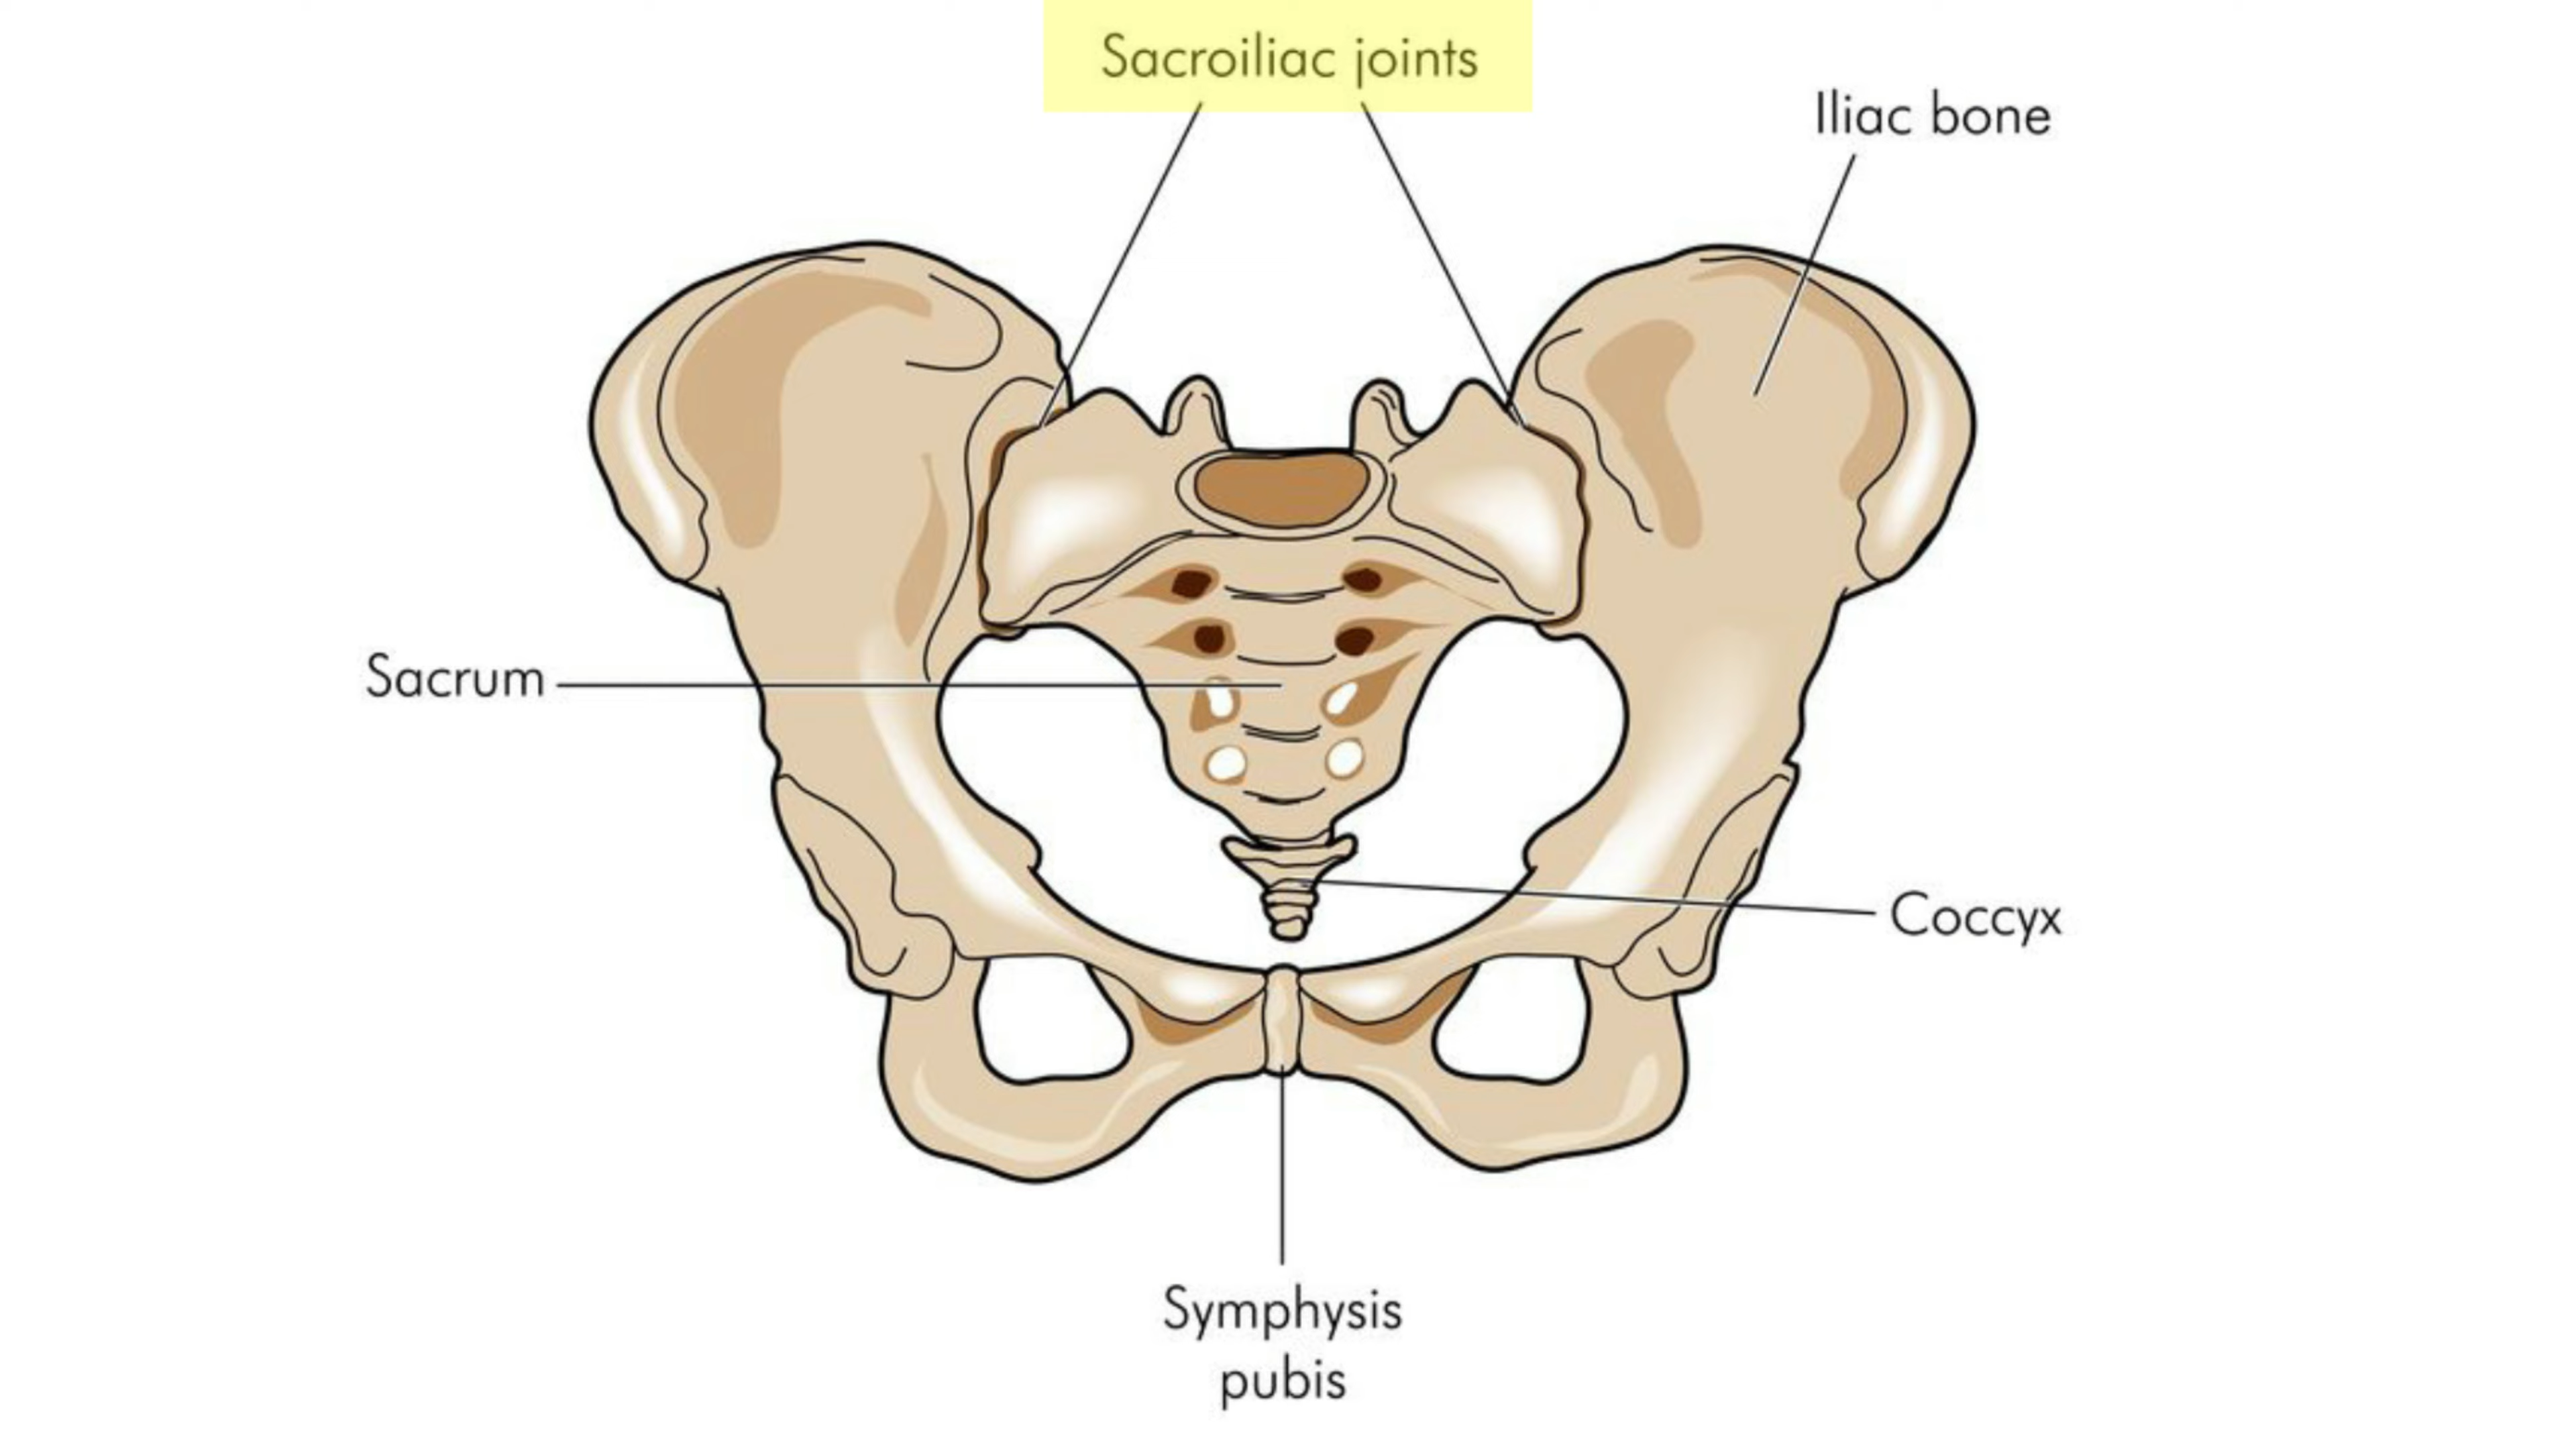 Sacroiliac joints
Iliac bone
Sacrum
Coccyx
Symphysis
pubis